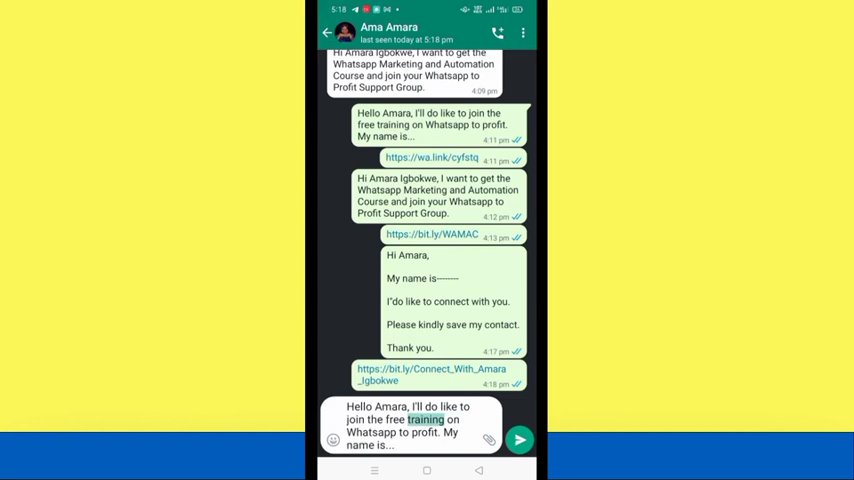 5:18
Ama Amara
last seen today at 5:18 pm
Hi Amara Igbokwe, I want to get the
Whatsapp Marketing and Automation
Course and join your Whatsapp to
Profit Support Group.
4:09 pm
Hello Amara, I'll do like to join the
free training on Whatsapp to profit.
My name is...
4:11 pm
https://wa.link/cyfstq 4:11 pm
Hi Amara Igbokwe, I want to get the
Whatsapp Marketing and Automation
Course and join your Whatsapp to
Profit Support Group.
4:12 pm
https://bit.ly/WAMAC 4:13 pm
Hi Amara,
My name is--------
I"do like to connect with you.
Please kindly save my contact.
Thank you.
4:17 pm
https://bit.ly/Connect_With_Amara
_Igbokwe
4:18 pm
Hello Amara, I'll do like to
join the free training on
Whatsapp to profit. My
name is...